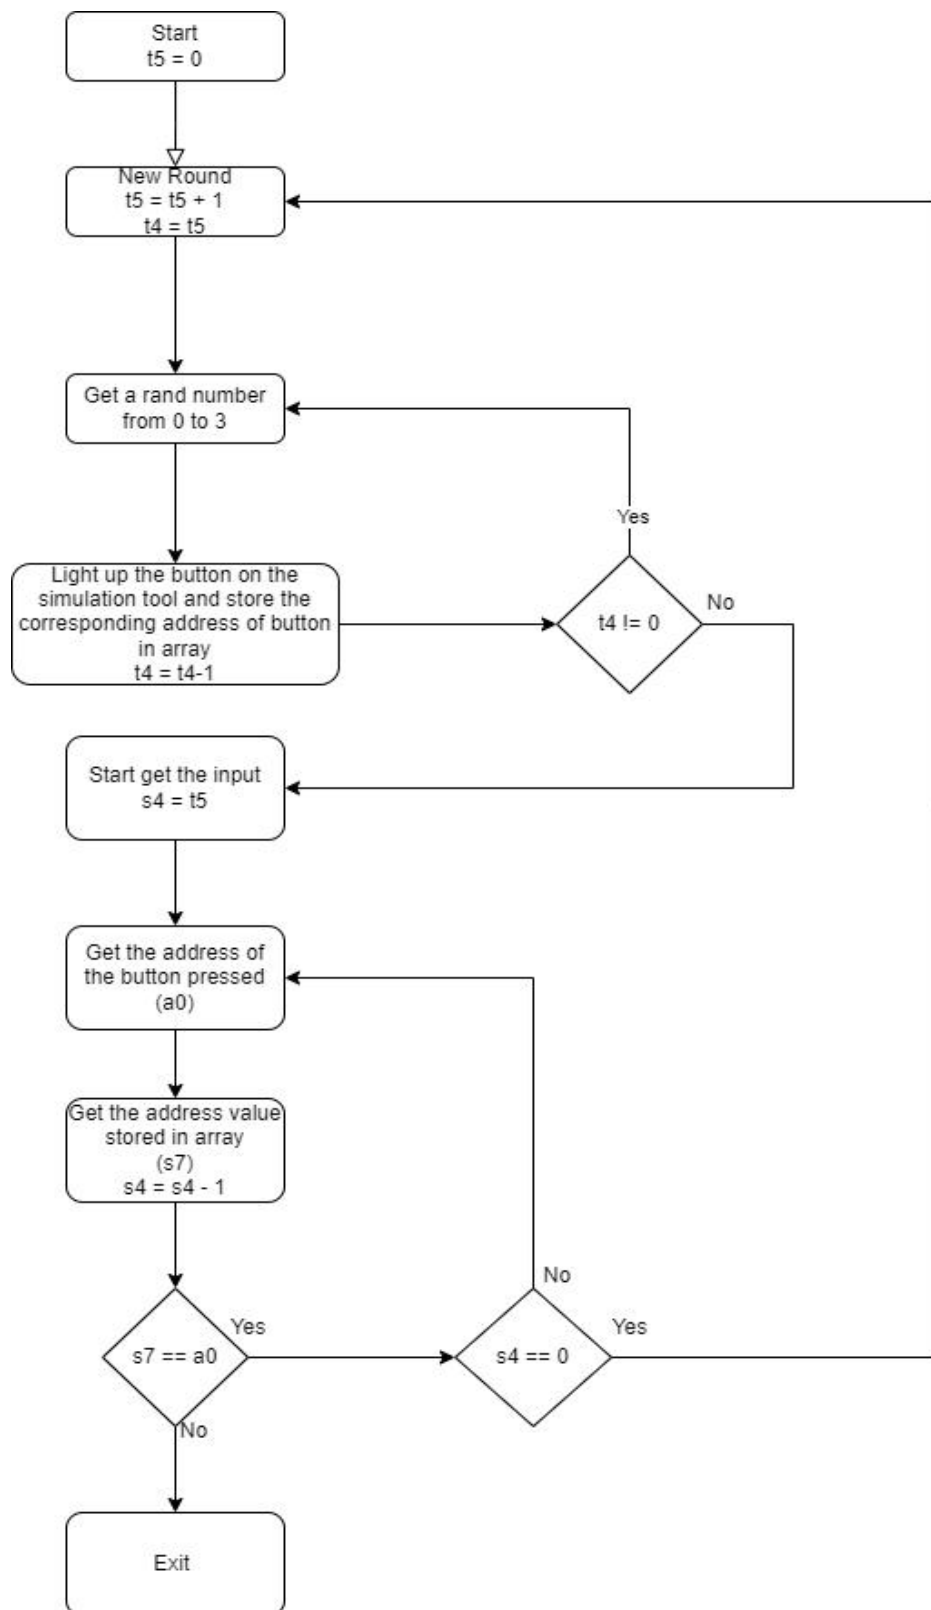 Start
t5 = 0
New Round
t5 = t5 + 1
t4 = t5
Get a rand number
from 0 to 3
Yes
Light up the button on the
simulation tool and store the
corresponding address of button
in array
t4 = t4-1
t4 != 0
No
Start get the input
s4 = t5
Get the address of
the button pressed
(a0)
Get the address value
stored in array
(s7)
s4 = s4 - 1
No
s7 == a0
Yes
s4 == 0
Yes
No
Exit